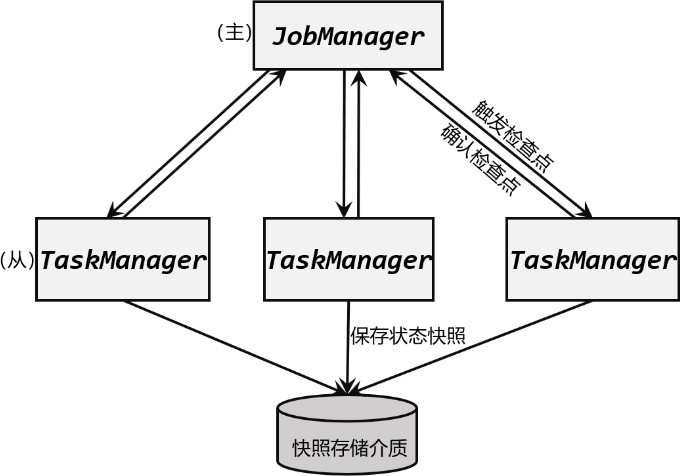 (主)
JobManager
触发检查点
确认检查点
(从)
TaskManager
TaskManager
TaskManager
保存状态快照
快照存储介质